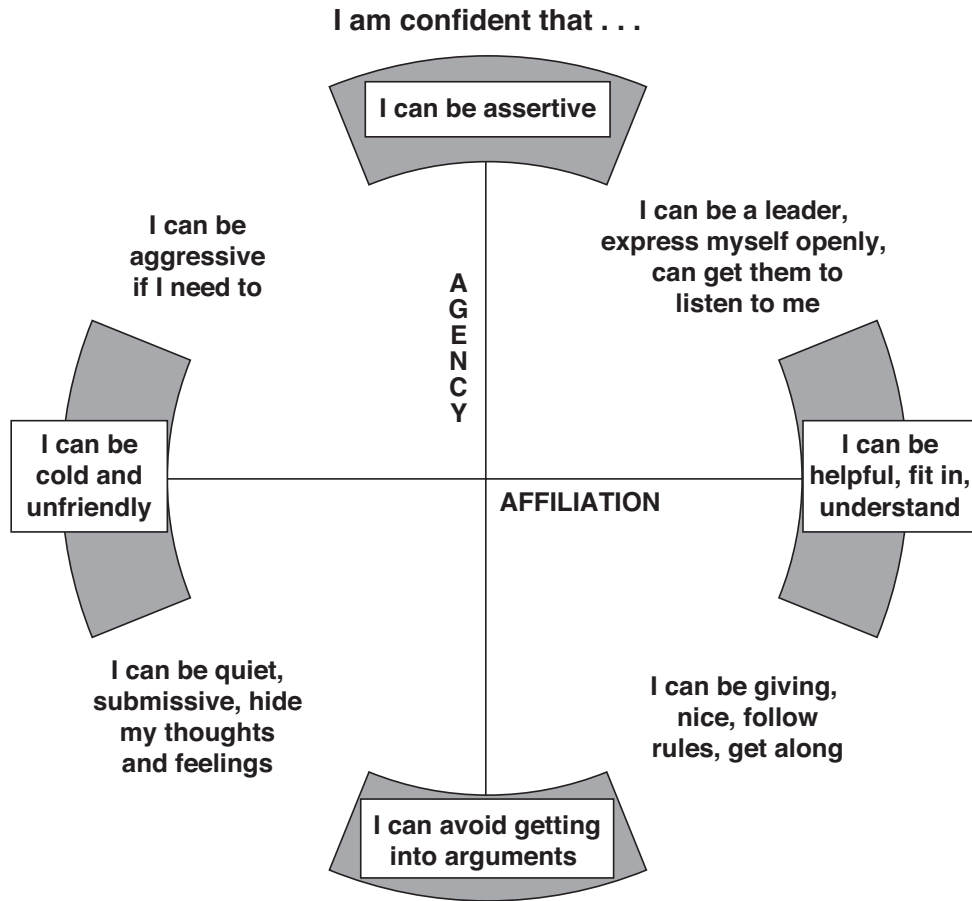 I am confident that . . .
I can be assertive
I can be
aggressive
if I need to
I can be a leader,
express myself openly,
can get them to
listen to me
AGENCY
I can be
cold and
unfriendly
AFFILIATION
I can be
helpful, fit in,
understand
I can be quiet,
submissive, hide
my thoughts
and feelings
I can be giving,
nice, follow
rules, get along
I can avoid getting
into arguments